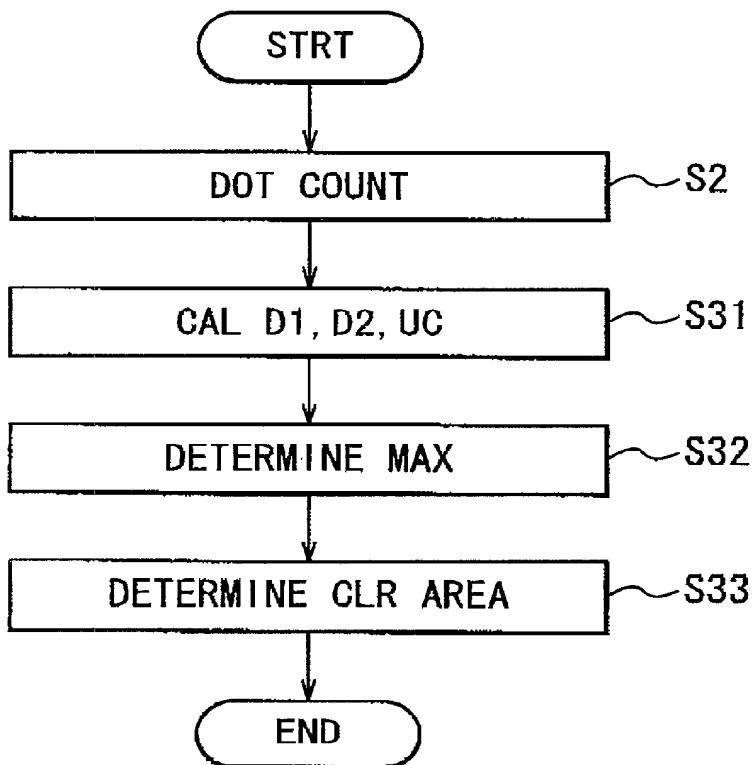 STRT
DOT COUNT
S2
CAL D1, D2, UC
S31
DETERMINE MAX
S32
DETERMINE CLR AREA
S33
END